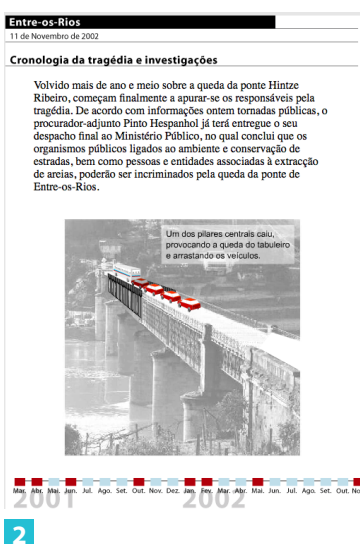 Entre-os-Rios
11 de Novembro de 2002
Cronologia da tragédia e investigações
Volvido mais de ano e meio sobre a queda da ponte Hintze
Ribeiro, começam finalmente a apurar-se os responsáveis pela
tragédia. De acordo com informações ontem tornadas públicas, o
procurador-adjunto Pinto Hespanhol já terá entregue o seu
despacho final ao Ministério Público, no qual conclui que os
organismos públicos ligados ao ambiente e conservação de
estradas, bem como pessoas e entidades associadas à extracção
de areias, poderão ser incriminados pela queda da ponte de
Entre-os-Rios.
Um dos pilares centrais caiu,
provocando a queda do tabuleiro
e arrastando os veículos.
Mar. Abr. Mai. Jun. Jul. Ago. Set. Out. Nov. Dez. Jan. Fev. Mar. Abr. Mai. Jun. Jul. Ago. Set. Out. No
2001 2002
2